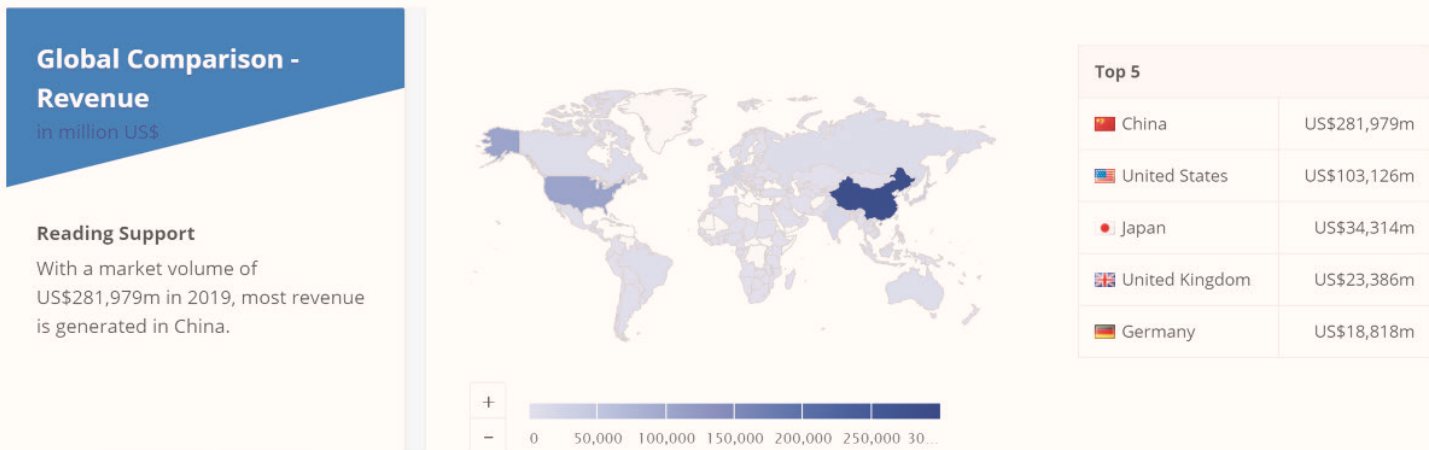 Global Comparison -
Revenue
in million US$
Reading Support
With a market volume of
US$281,979m in 2019, most revenue
is generated in China.
+
−
0 50,000 100,000 150,000 200,000 250,000 30...
Top 5
China US$281,979m
United States US$103,126m
Japan US$34,314m
United Kingdom US$23,386m
Germany US$18,818m